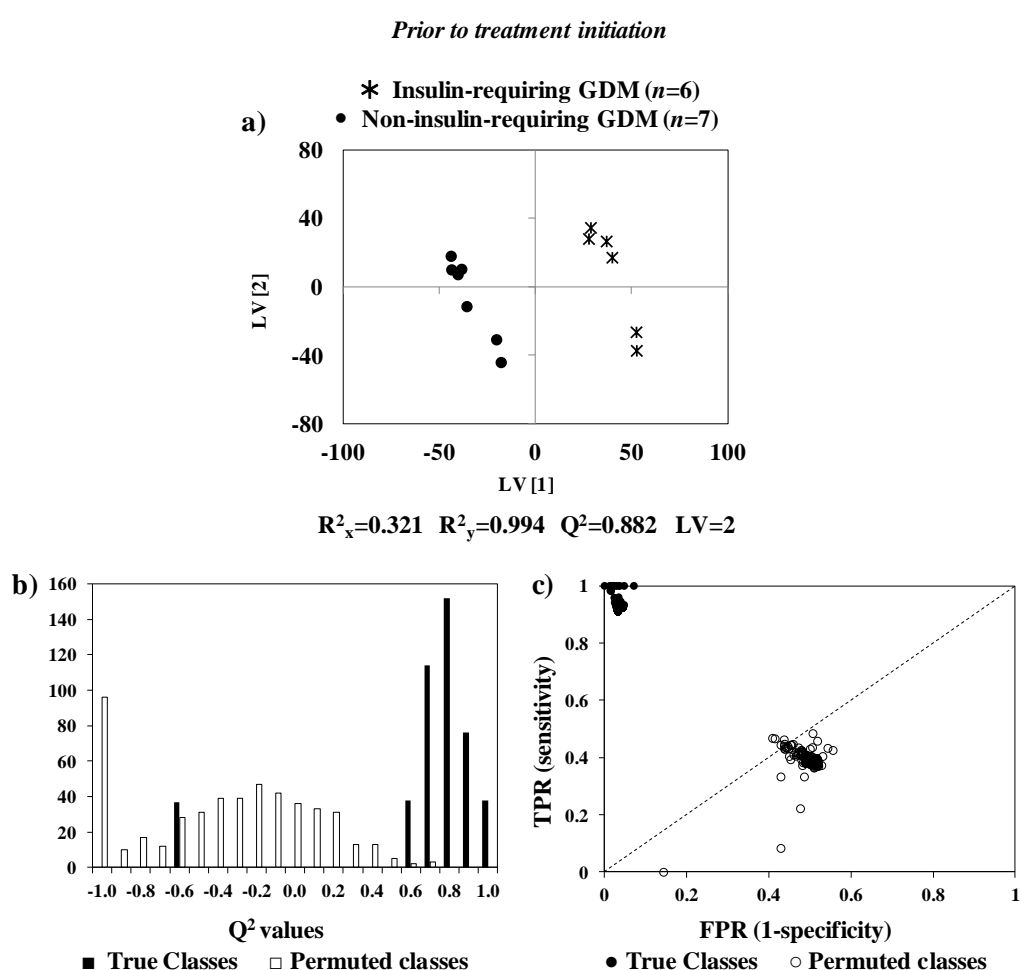 Prior to treatment initiation
Insulin-requiring GDM (n=6)
a)
Non-insulin-requiring GDM (n=7)
80
40
0
-40
-80
LV [2]
-100 -50 0 50 100
LV [1]
R²x=0.321 R²y=0.994 Q²=0.882 LV=2
b)
160
140
120
100
80
60
40
20
0
-1.0 -0.8 -0.6 -0.4 -0.2 0.0 0.2 0.4 0.6 0.8 1.0
Q² values
■ True Classes □ Permuted classes
c)
1
0.8
0.6
0.4
0.2
0
TPR (sensitivity)
0 0.2 0.4 0.6 0.8 1
FPR (1-specificity)
● True Classes ○ Permuted classes